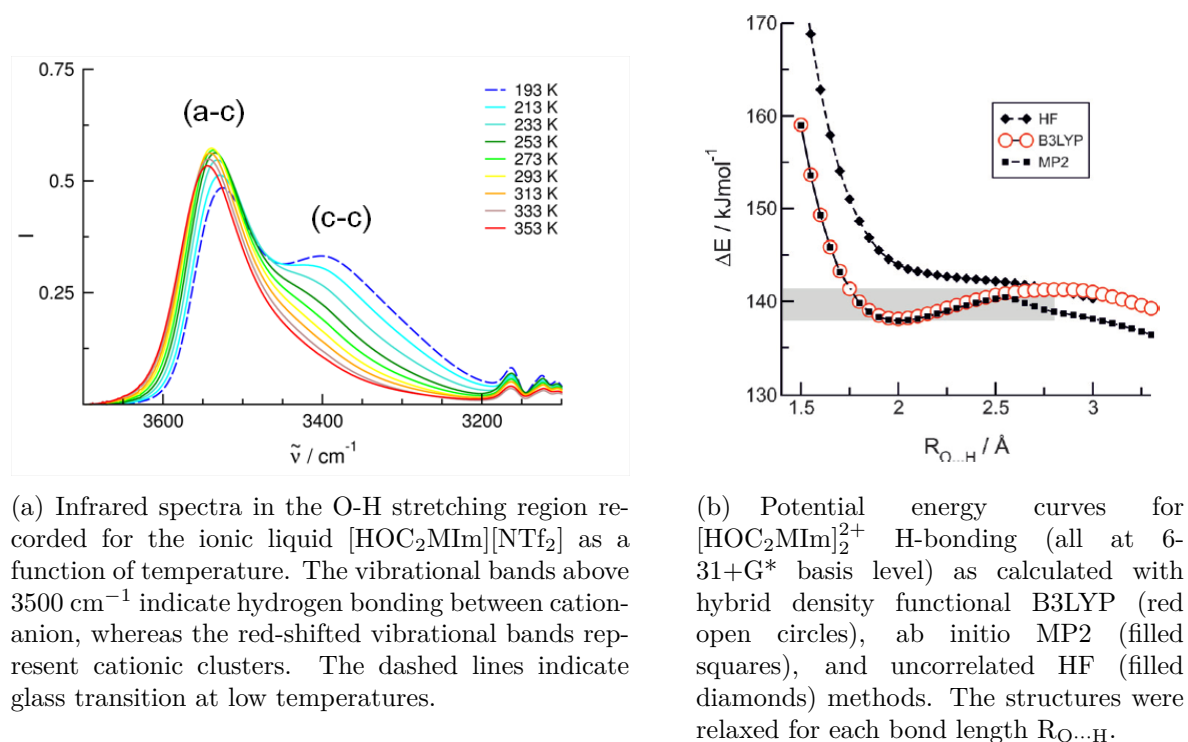 0.75
0.5
0.25
I
(a-c)
(c-c)
193 K
213 K
233 K
253 K
273 K
293 K
313 K
333 K
353 K
3600 3400 3200
ν̃ / cm⁻¹
170
160
150
140
130
ΔE / kJmol⁻¹
HF
B3LYP
MP2
1.5 2 2.5 3
R_O...H / Å
(a) Infrared spectra in the O-H stretching region re-
corded for the ionic liquid [HOC₂MIm][NTf₂] as a
function of temperature. The vibrational bands above
3500 cm⁻¹ indicate hydrogen bonding between cation-
anion, whereas the red-shifted vibrational bands rep-
resent cationic clusters. The dashed lines indicate
glass transition at low temperatures.
(b) Potential energy curves for
[HOC₂MIm]₂²⁺ H-bonding (all at 6-
31+G* basis level) as calculated with
hybrid density functional B3LYP (red
open circles), ab initio MP2 (filled
squares), and uncorrelated HF (filled
diamonds) methods. The structures were
relaxed for each bond length R_O...H.